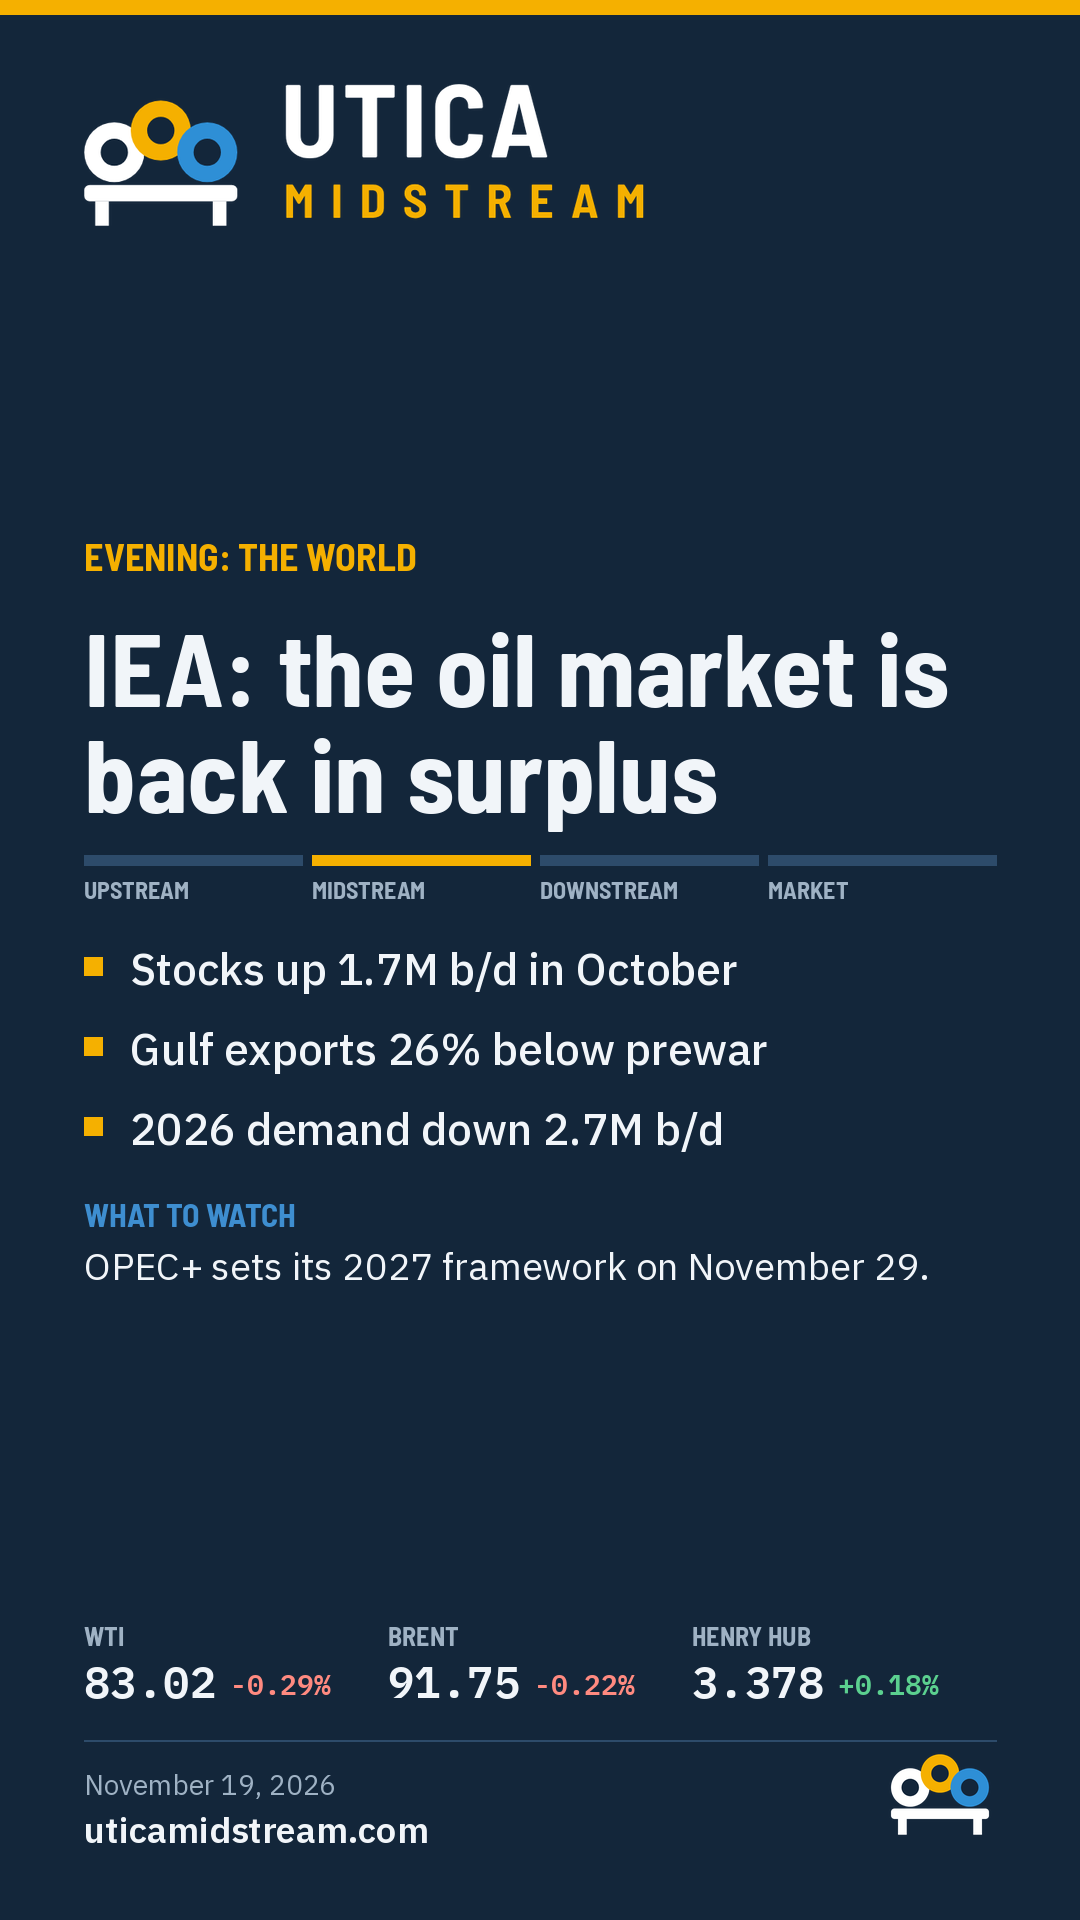 UTICA
MIDSTREAM
EVENING: THE WORLD
IEA: the oil market is
back in surplus
UPSTREAM MIDSTREAM DOWNSTREAM MARKET
Stocks up 1.7M b/d in October
Gulf exports 26% below prewar
2026 demand down 2.7M b/d
WHAT TO WATCH
OPEC+ sets its 2027 framework on November 29.
WTI BRENT HENRY HUB
83.02 -0.29% 91.75 -0.22% 3.378 +0.18%
November 19, 2026
uticamidstream.com